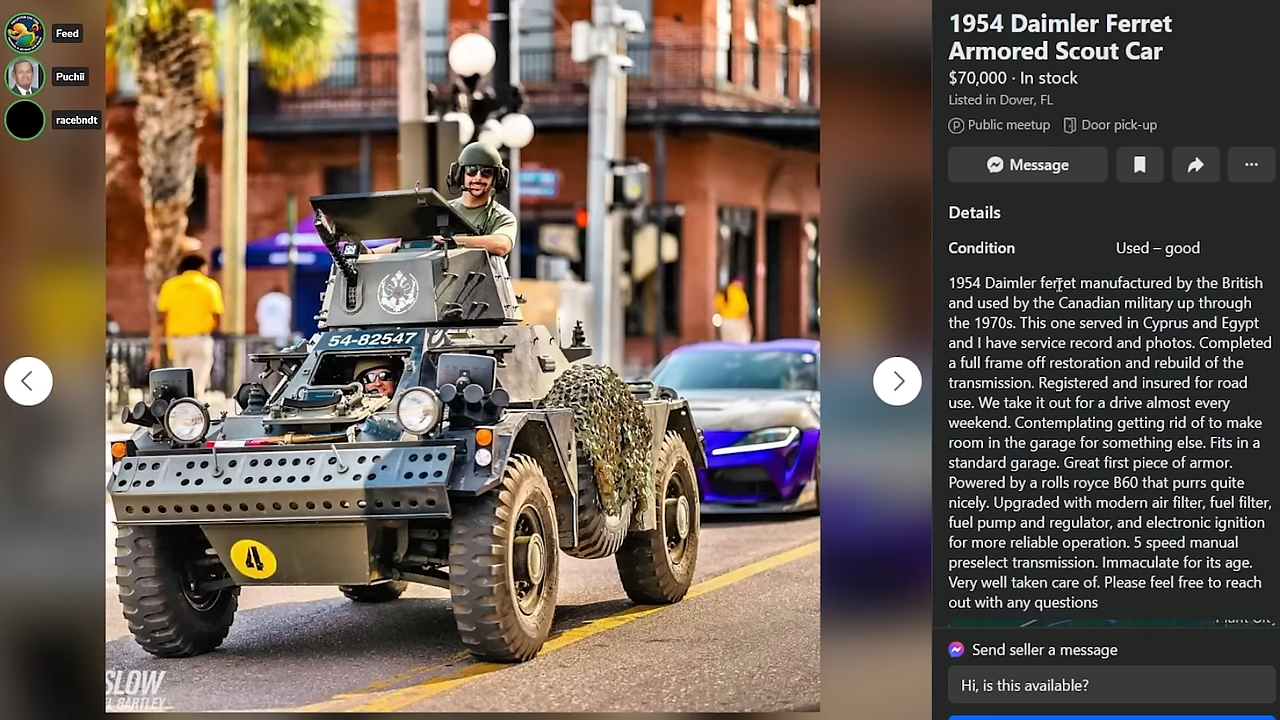 Feed
Puchii
racebndt
54-82547
4
SLOW
EL BARTLEY
1954 Daimler Ferret
Armored Scout Car
$70,000 · In stock
Listed in Dover, FL
Public meetup
Door pick-up
Message
Details
Condition
Used – good
1954 Daimler ferret manufactured by the British
and used by the Canadian military up through
the 1970s. This one served in Cyprus and Egypt
and I have service record and photos. Completed
a full frame off restoration and rebuild of the
transmission. Registered and insured for road
use. We take it out for a drive almost every
weekend. Contemplating getting rid of to make
room in the garage for something else. Fits in a
standard garage. Great first piece of armor.
Powered by a rolls royce B60 that purrs quite
nicely. Upgraded with modern air filter, fuel filter,
fuel pump and regulator, and electronic ignition
for more reliable operation. 5 speed manual
preselect transmission. Immaculate for its age.
Very well taken care of. Please feel free to reach
out with any questions
Send seller a message
Hi, is this available?